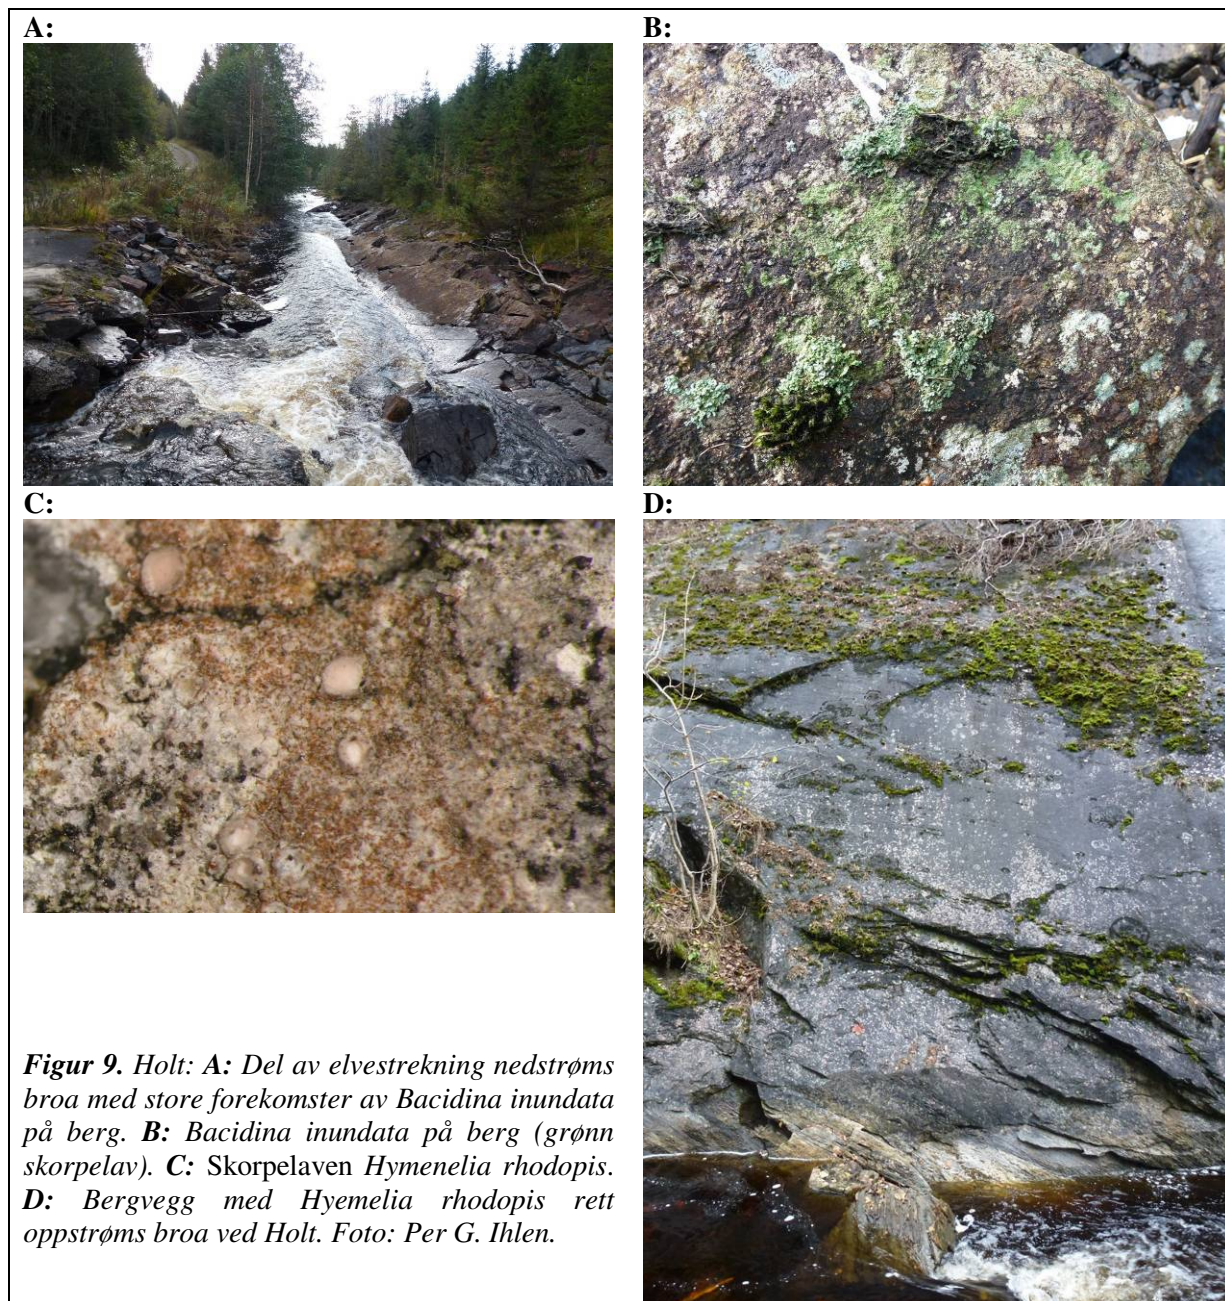 A:
B:
C:
D:
Figur 9. Holt: A: Del av elvestrekning nedstrøms
broa med store forekomster av Bacidina inundata
på berg. B: Bacidina inundata på berg (grønn
skorpelav). C: Skorpelaven Hymenelia rhodopis.
D: Bergvegg med Hyemelia rhodopis rett
oppstrøms broa ved Holt. Foto: Per G. Ihlen.